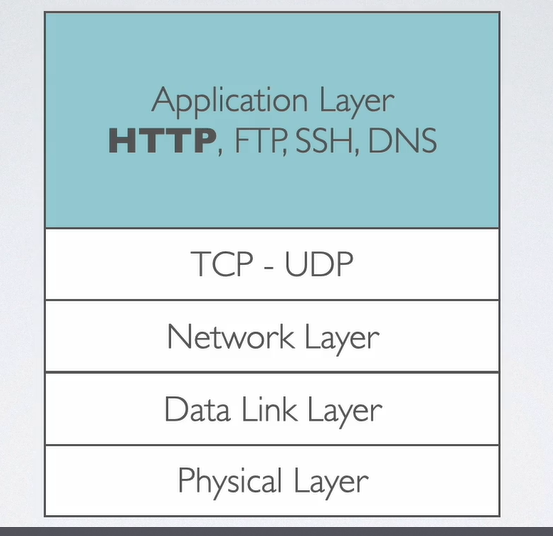 Application Layer
HTTP, FTP, SSH, DNS
TCP - UDP
Network Layer
Data Link Layer
Physical Layer